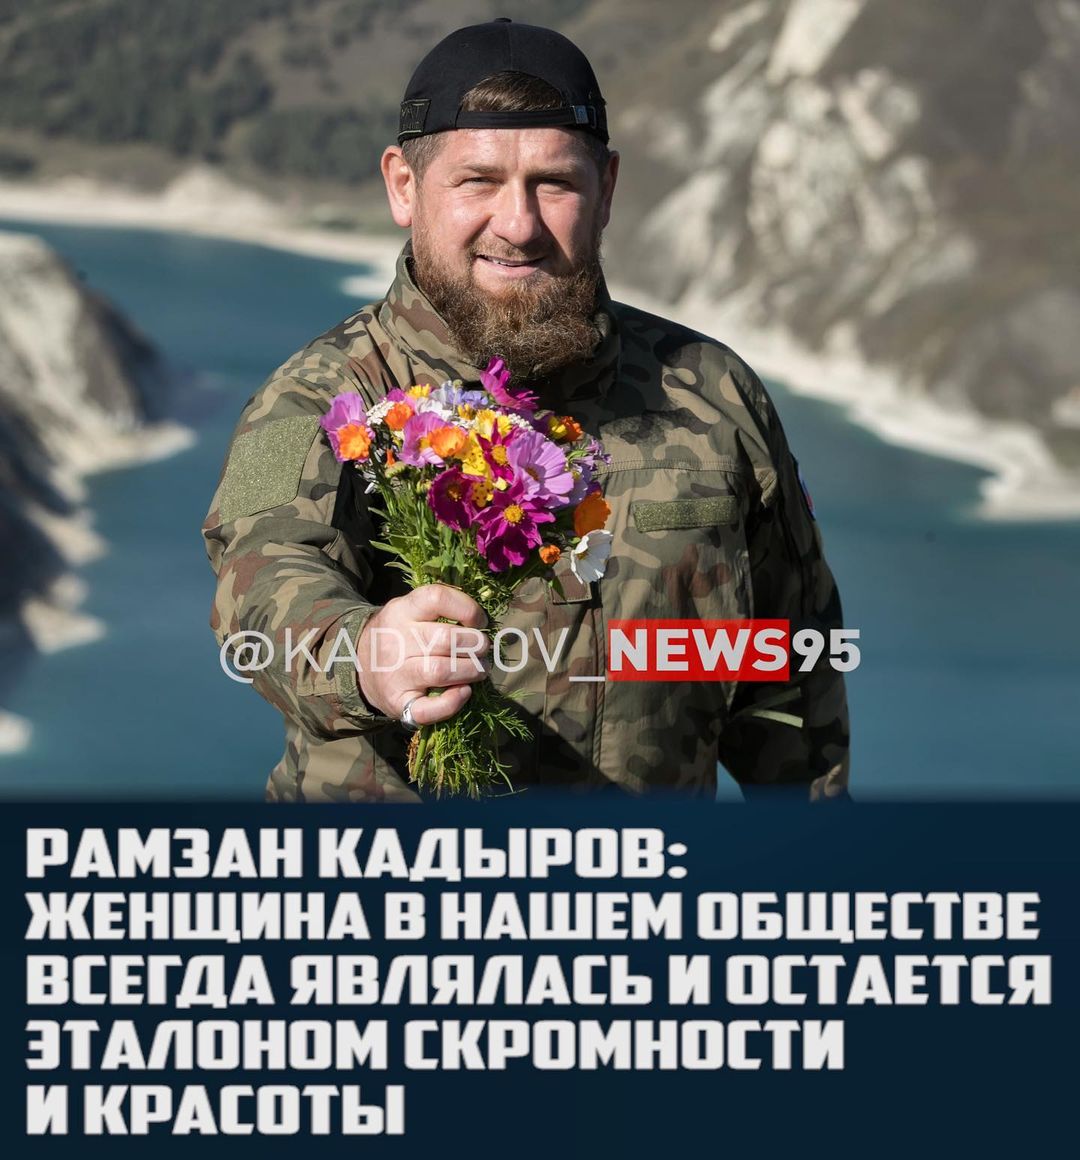 @KADYROV_NEWS95
РАМЗАН КАДЫРОВ:
ЖЕНЩИНА В НАШЕМ ОБЩЕСТВЕ
ВСЕГДА ЯВЛЯЛАСЬ И ОСТАЕТСЯ
ЭТАЛОНОМ СКРОМНОСТИ
И КРАСОТЫ